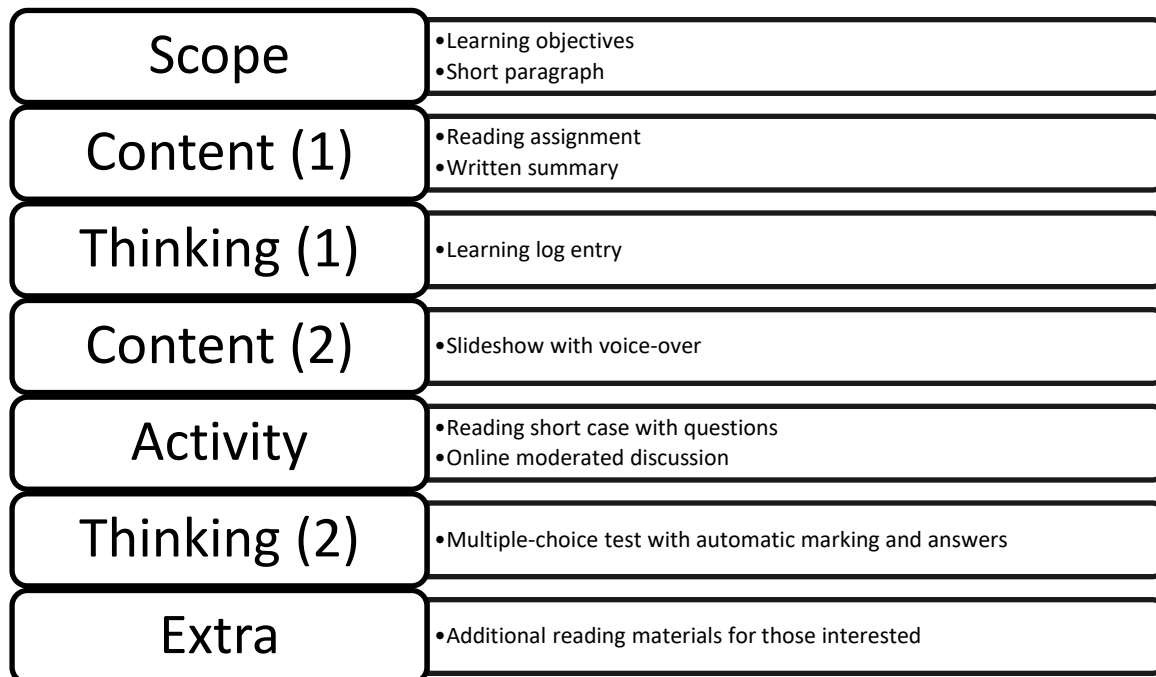 Scope
•Learning objectives
•Short paragraph
Content (1)
•Reading assignment
•Written summary
Thinking (1)
•Learning log entry
Content (2)
•Slideshow with voice-over
Activity
•Reading short case with questions
•Online moderated discussion
Thinking (2)
•Multiple-choice test with automatic marking and answers
Extra
•Additional reading materials for those interested